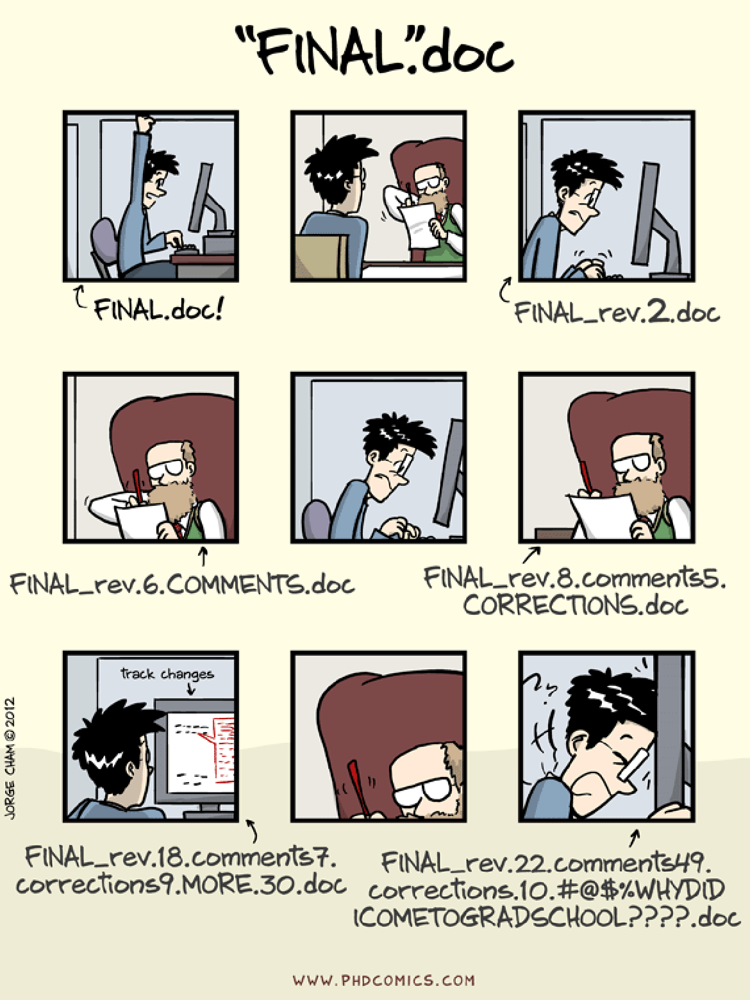 "FINAL".doc
FINAL.doc!
FINAL_rev.2.doc
FINAL_rev.6.COMMENTS.doc
FINAL_rev.8.comments5.
CORRECTIONS.doc
track changes
FINAL_rev.18.comments7.
corrections9.MORE.30.doc
FINAL_rev.22.comments49.
corrections.10.#@$%WHYDID
ICOMETOGRADSCHOOL????.doc
JORGE CHAM © 2012
WWW.PHDCOMICS.COM